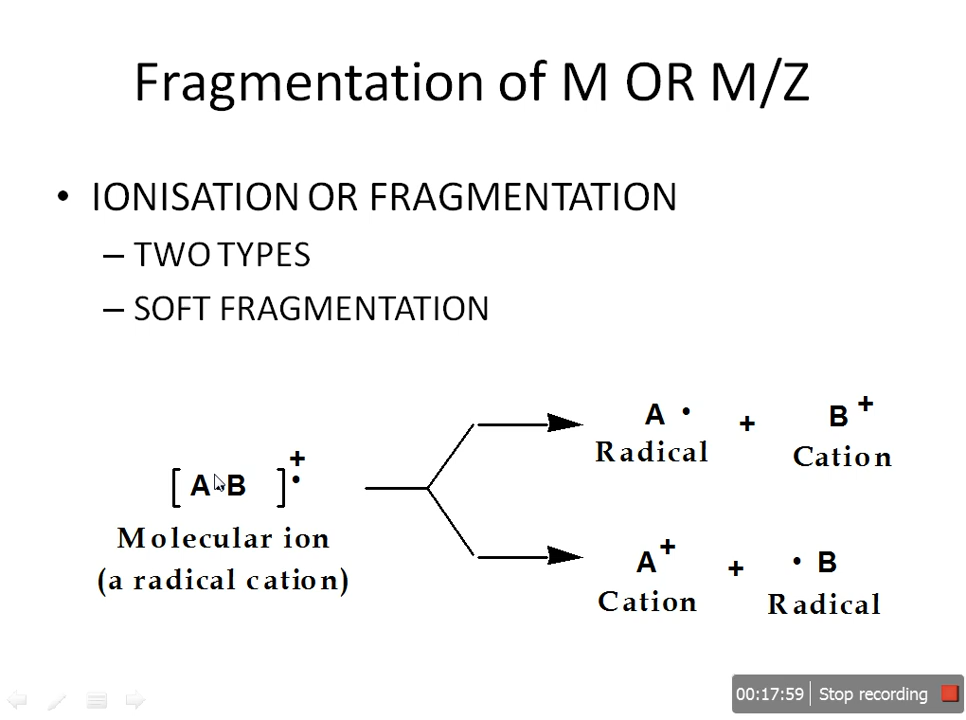 Fragmentation of M OR M/Z
• IONISATION OR FRAGMENTATION
– TWO TYPES
– SOFT FRAGMENTATION
A • + B +
Radical Cation
[ A B ] + •
Molecular ion
(a radical cation)
A + + • B
Cation Radical
00:17:59 Stop recording